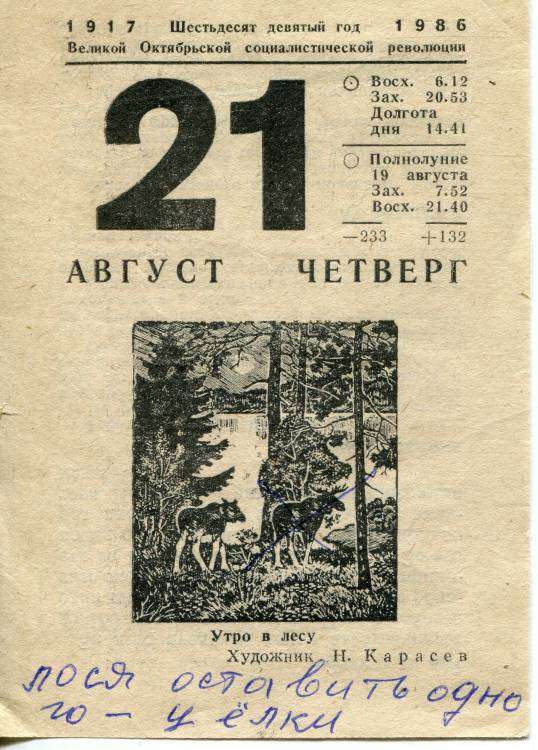 1917 Шестьдесят девятый год 1986
Великой Октябрьской социалистической революции
21
Восх. 6.12
Зах. 20.53
Долгота
дня 14.41
Полнолуние
19 августа
Зах. 7.52
Восх. 21.40
—233 +132
АВГУСТ ЧЕТВЕРГ
Утро в лесу
Художник Н. Карасев
лося оставить одно
го – у ёлки